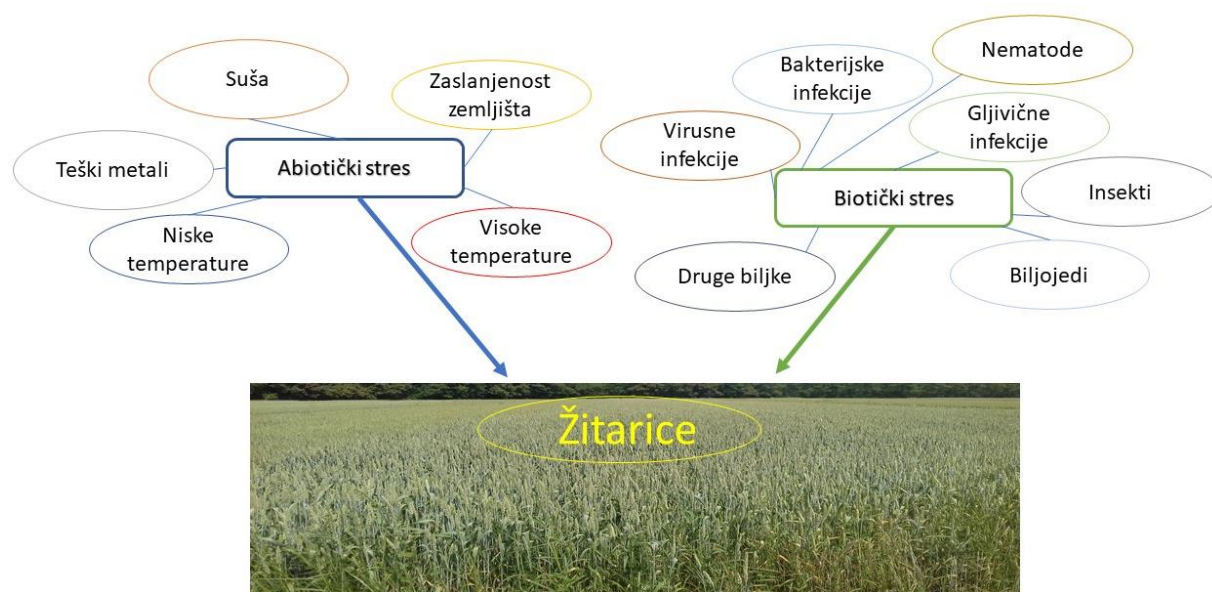 Suša
Zaslanjenost
zemljišta
Teški metali
Abiotički stres
Niske
temperature
Visoke
temperature
Nematode
Bakterijske
infekcije
Gljivične
infekcije
Virusne
infekcije
Biotički stres
Insekti
Druge biljke
Biljojedi
Žitarice